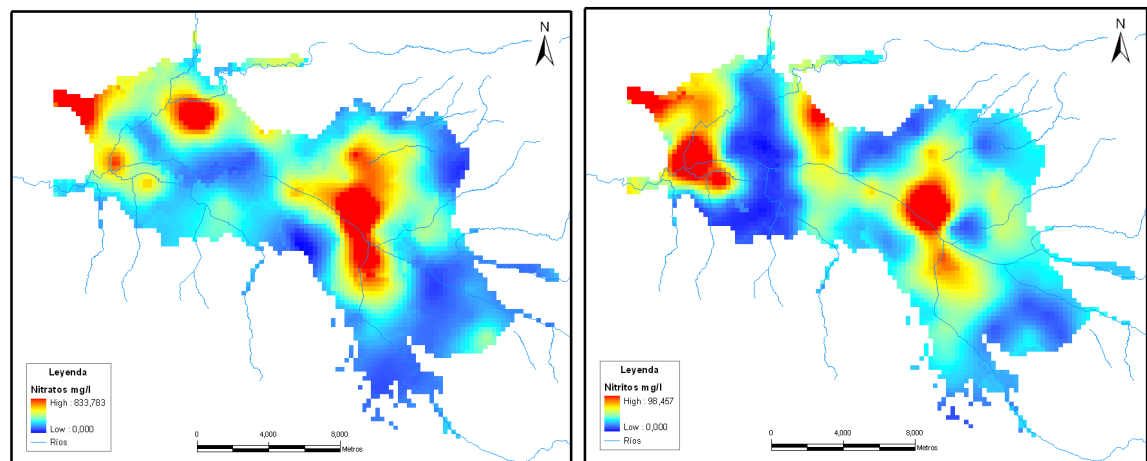 N
Leyenda
Nitratos mg/l
High : 833,783
Low : 0,000
Ríos
0 4,000 8,000
Metros
N
Leyenda
Nitritos mg/l
High : 98,457
Low : 0,000
Ríos
0 4,000 8,000
Metros